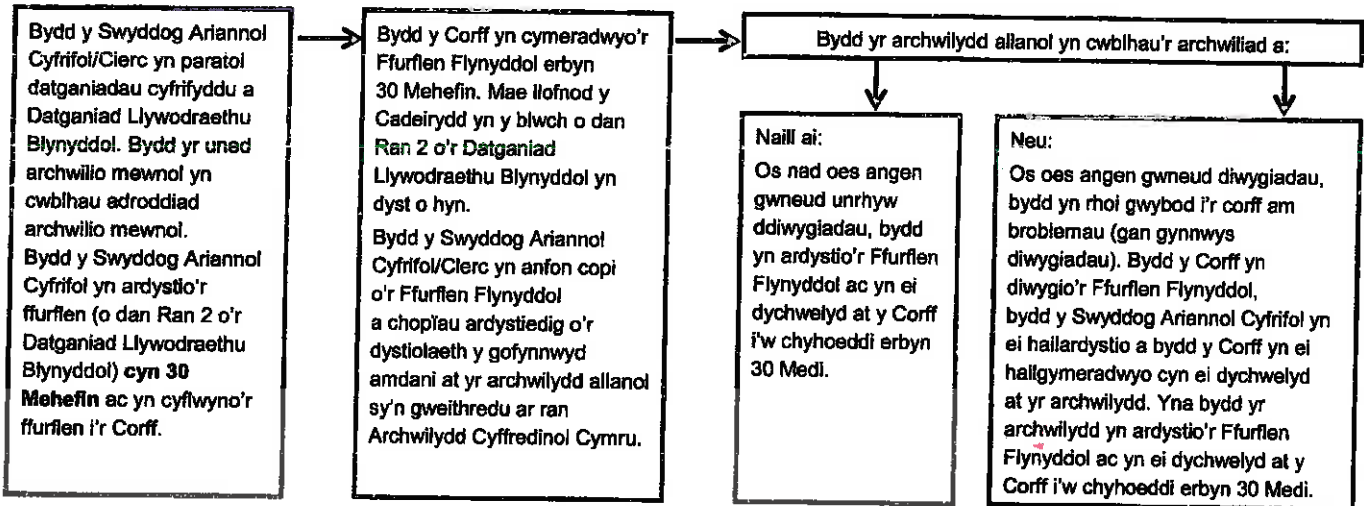 Bydd y Swyddog Ariannol
Cyfrifol/Clerc yn paratoi
datganiadau cyfrifyddu a
Datganiad Llywodraethu
Blynyddol. Bydd yr uned
archwilio mewnol yn
cwblhau adroddiad
archwilio mewnol.
Bydd y Swyddog Ariannol
Cyfrifol yn ardystio'r
ffurflen (o dan Ran 2 o'r
Datganiad Llywodraethu
Blynyddol) cyn 30
Mehefin ac yn cyflwyno'r
ffurflen i'r Corff.
Bydd y Corff yn cymeradwyo'r
Ffurflen Flynyddol erbyn
30 Mehefin. Mae llofnod y
Cadeirydd yn y blwch o dan
Ran 2 o'r Datganiad
Llywodraethu Blynyddol yn
dyst o hyn.
Bydd y Swyddog Ariannol
Cyfrifol/Clerc yn anfon copi
o'r Ffurflen Flynyddol
a chopïau ardystiedig o'r
dystiolaeth y gofynnwyd
amdani at yr archwilydd allanol
sy'n gweithredu ar ran
Archwilydd Cyffredinol Cymru.
Bydd yr archwilydd allanol yn cwblhau'r archwiliad a:
Naill ai:
Os nad oes angen
gwneud unrhyw
ddiwygiadau, bydd
yn ardystio'r Ffurflen
Flynyddol ac yn ei
dychwelyd at y Corff
i'w chyhoeddi erbyn
30 Medi.
Neu:
Os oes angen gwneud diwygiadau,
bydd yn rhoi gwybod i'r corff am
broblemau (gan gynnwys
diwygiadau). Bydd y Corff yn
diwygio'r Ffurflen Flynyddol,
bydd y Swyddog Ariannol Cyfrifol yn
ei hailardystio a bydd y Corff yn ei
hailgymeradwyo cyn ei dychwelyd
at yr archwilydd. Yna bydd yr
archwilydd yn ardystio'r Ffurflen
Flynyddol ac yn ei dychwelyd at y
Corff i'w chyhoeddi erbyn 30 Medi.